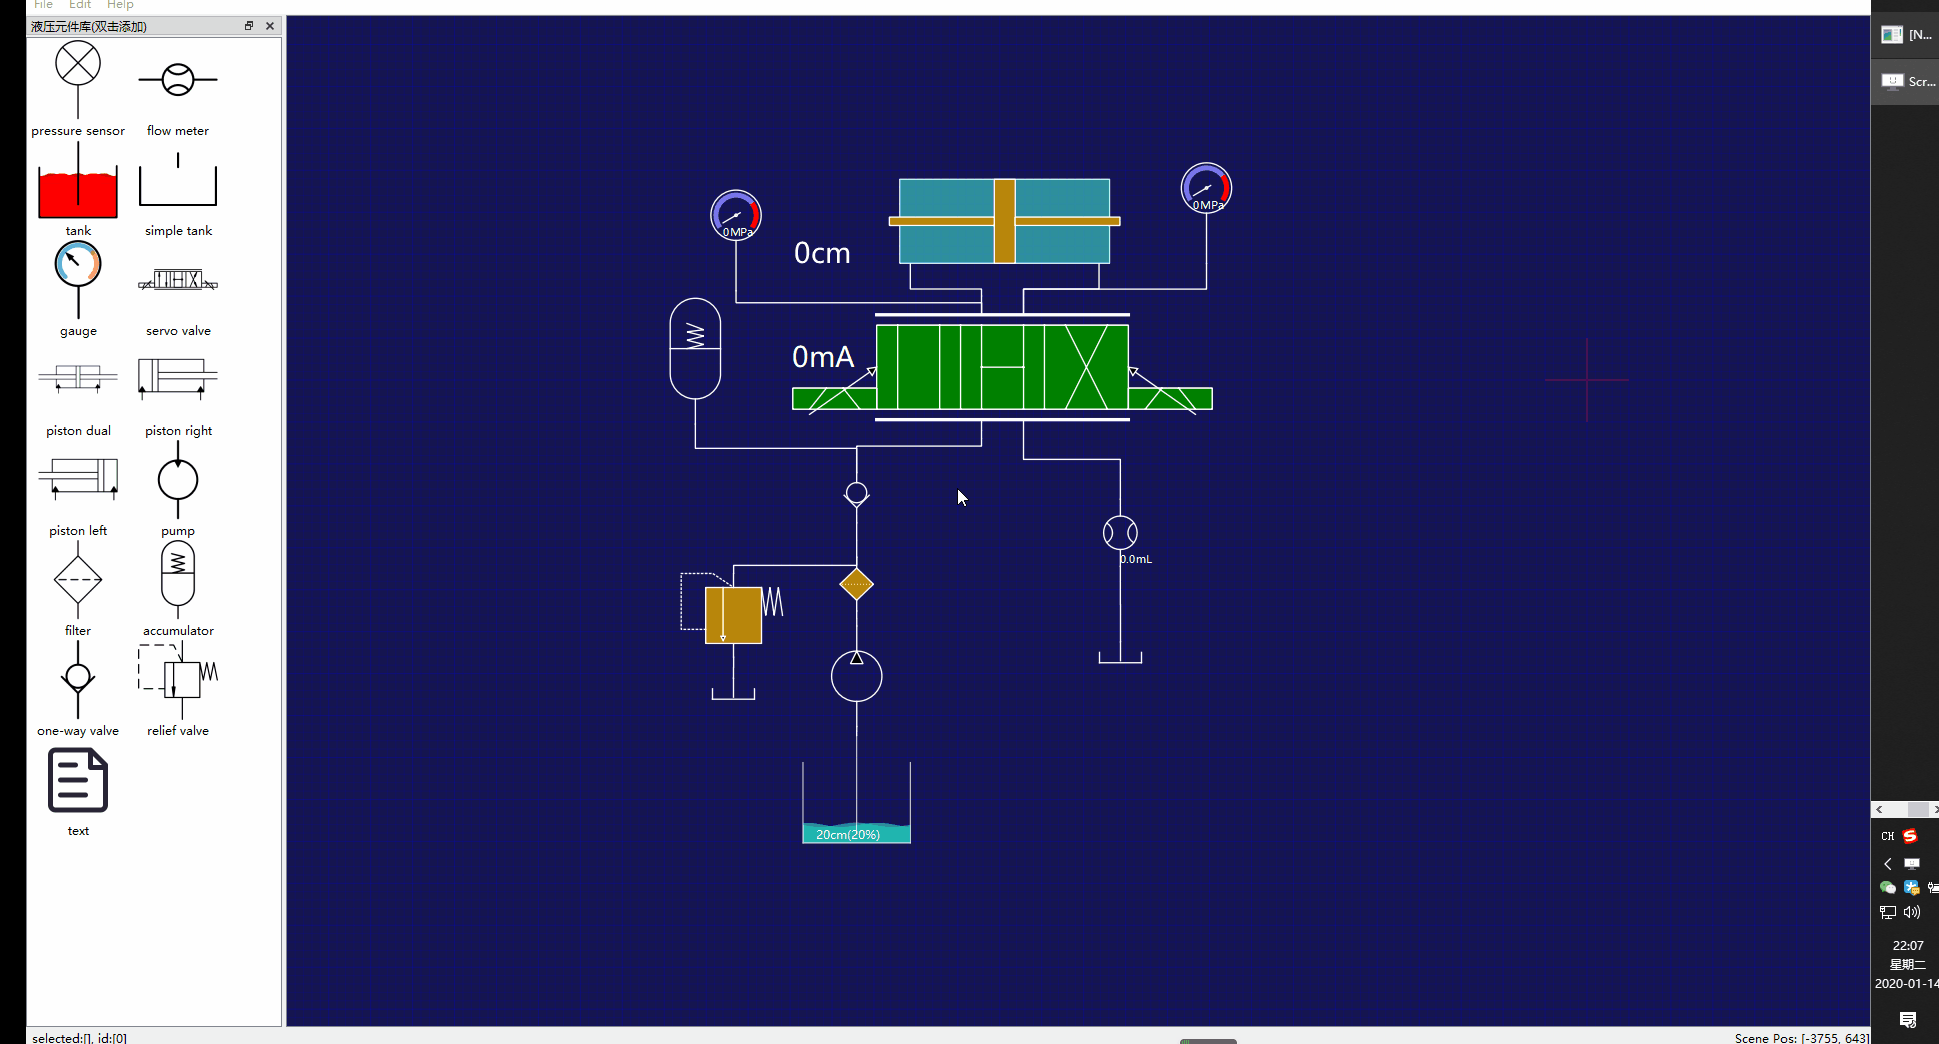 File Edit Help
液压元件库(双击添加)
pressure sensor
flow meter
tank
simple tank
gauge
servo valve
piston dual
piston right
piston left
pump
filter
accumulator
one-way valve
relief valve
text
0MPa
0MPa
0cm
0mA
0.0mL
20cm(20%)
[N...
Scr...
CH
22:07
星期二
2020-01-14
selected:[], id:[0]
Scene Pos: [-3755, 643]